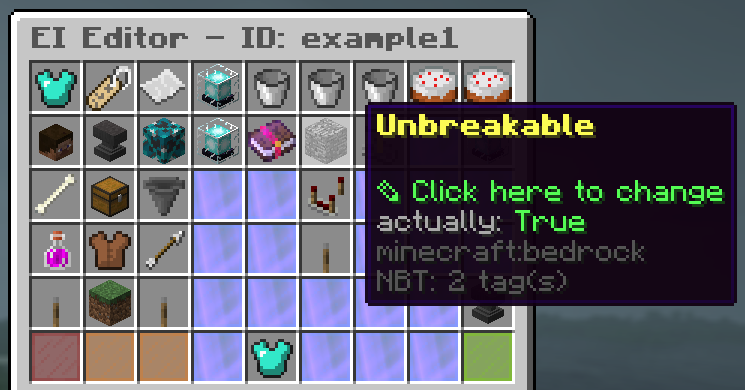 EI Editor - ID: example1
Unbreakable
✎ Click here to change
actually: True
minecraft:bedrock
NBT: 2 tag(s)